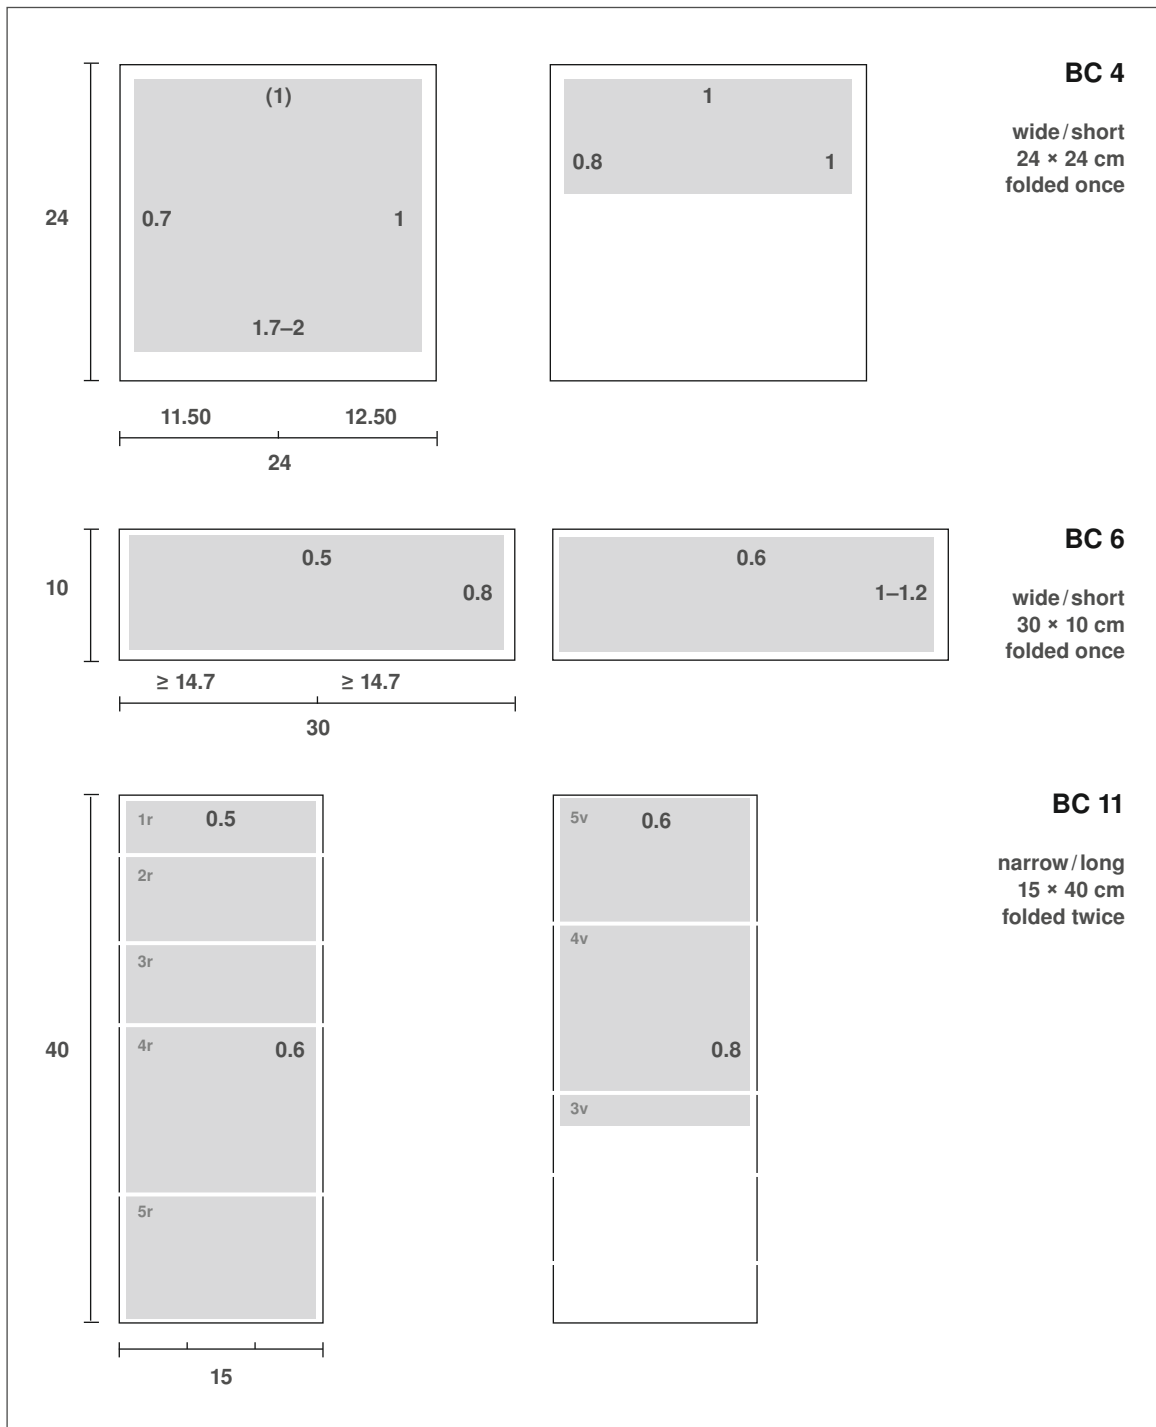 BC 4
wide/short
24 × 24 cm
folded once
(1)
1
0.8
1
24
0.7
1
1.7–2
11.50
12.50
24
BC 6
wide/short
30 × 10 cm
folded once
0.5
0.6
10
0.8
1–1.2
≥ 14.7
≥ 14.7
30
BC 11
narrow/long
15 × 40 cm
folded twice
1r
0.5
2r
3r
40
4r
0.6
5r
5v
0.6
4v
0.8
3v
15